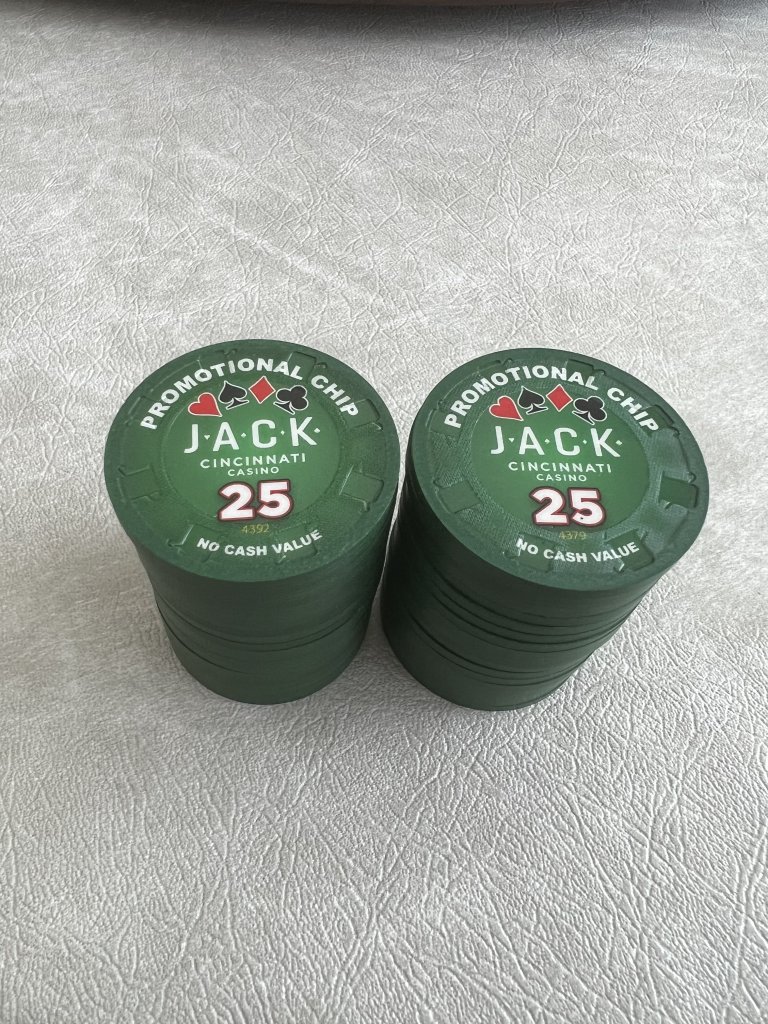 PROMOTIONAL CHIP
J·A·C·K
CINCINNATI
CASINO
25
4392
NO CASH VALUE
PROMOTIONAL CHIP
J·A·C·K
CINCINNATI
CASINO
25
4379
NO CASH VALUE